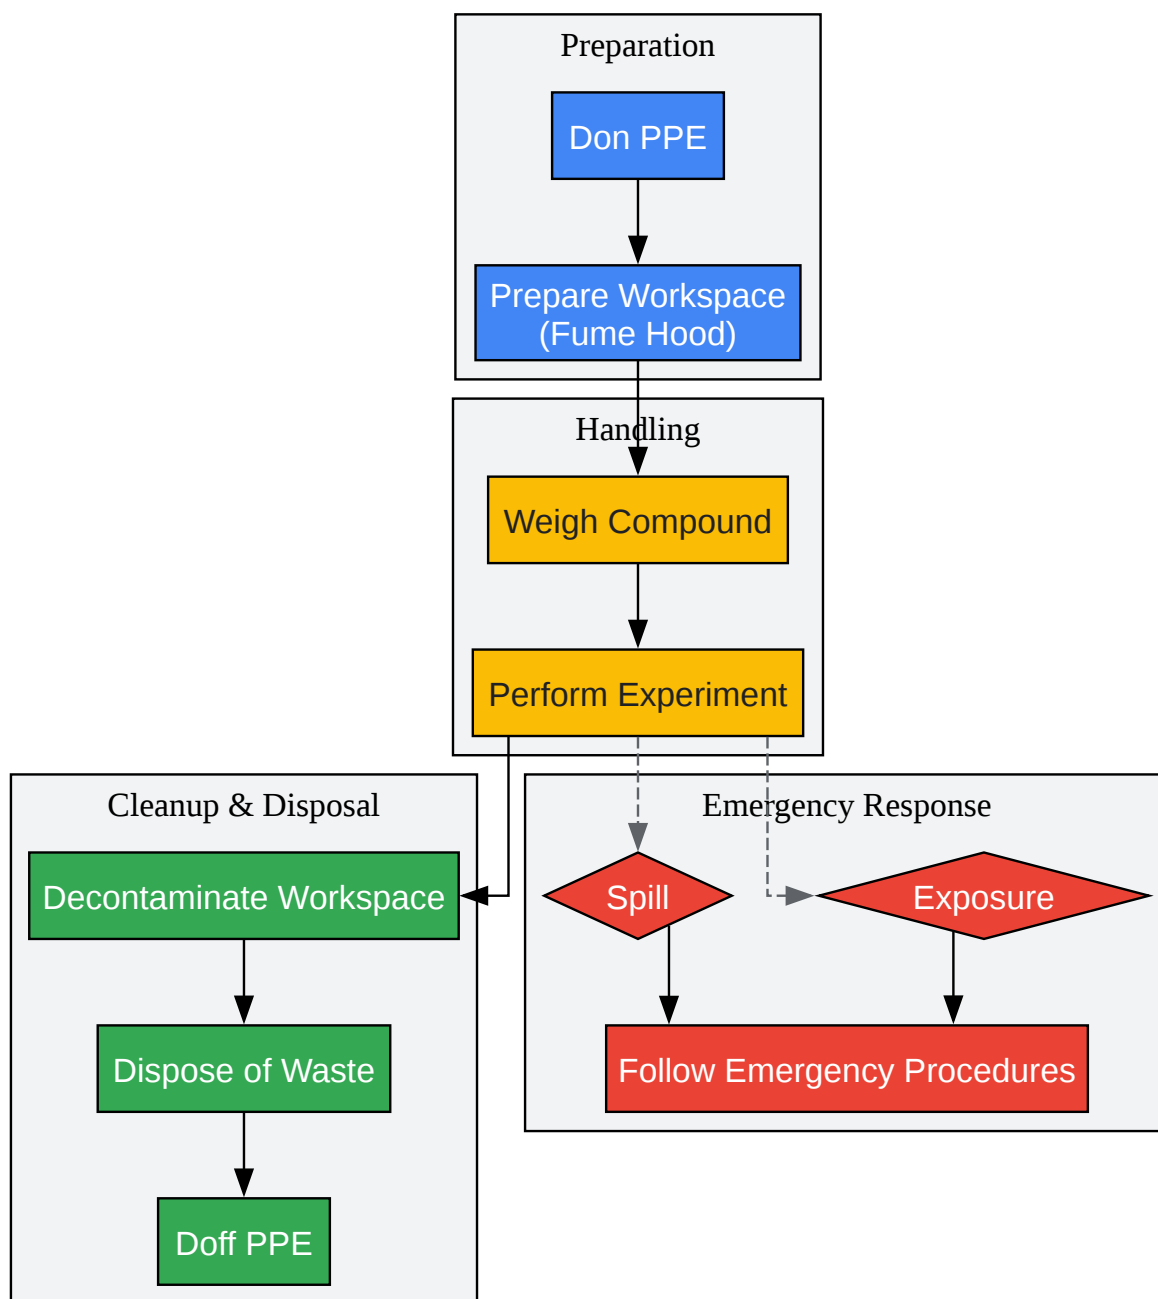 Preparation
Don PPE
Prepare Workspace
(Fume Hood)
Handling
Weigh Compound
Perform Experiment
Cleanup & Disposal
Decontaminate Workspace
Dispose of Waste
Doff PPE
Emergency Response
Spill
Exposure
Follow Emergency Procedures